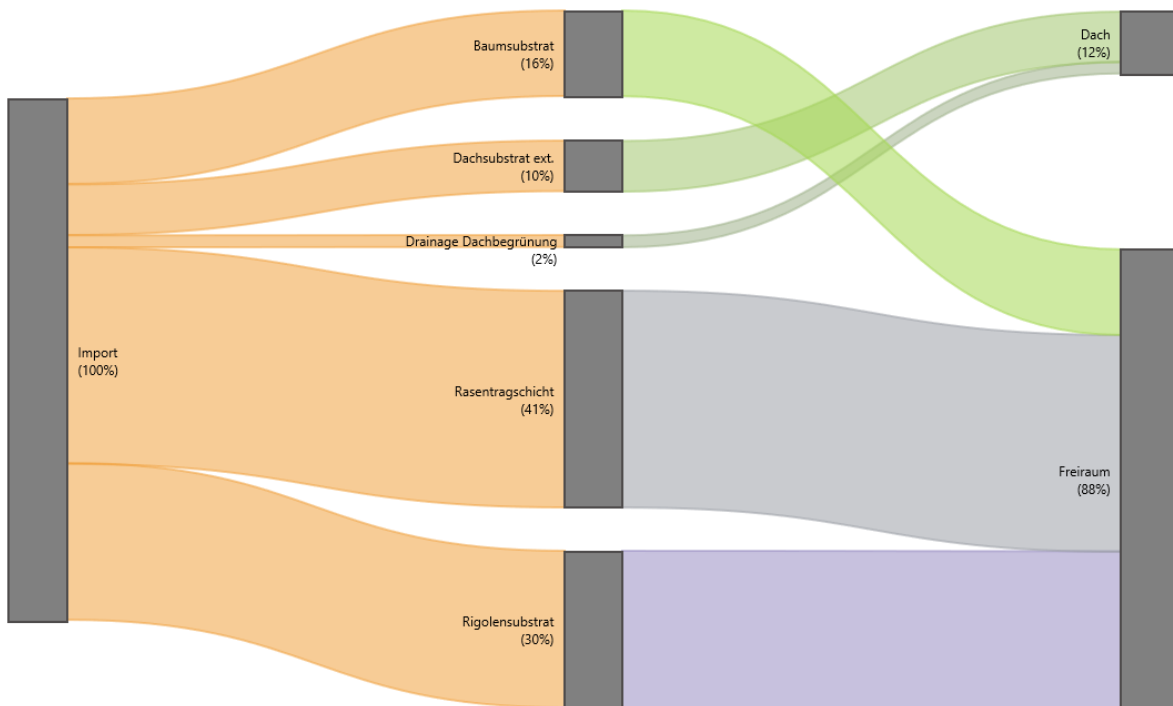 Import
(100%)
Baumsubstrat
(16%)
Dachsubstrat ext.
(10%)
Drainage Dachbegrünung
(2%)
Rasentragschicht
(41%)
Rigolensubstrat
(30%)
Dach
(12%)
Freiraum
(88%)